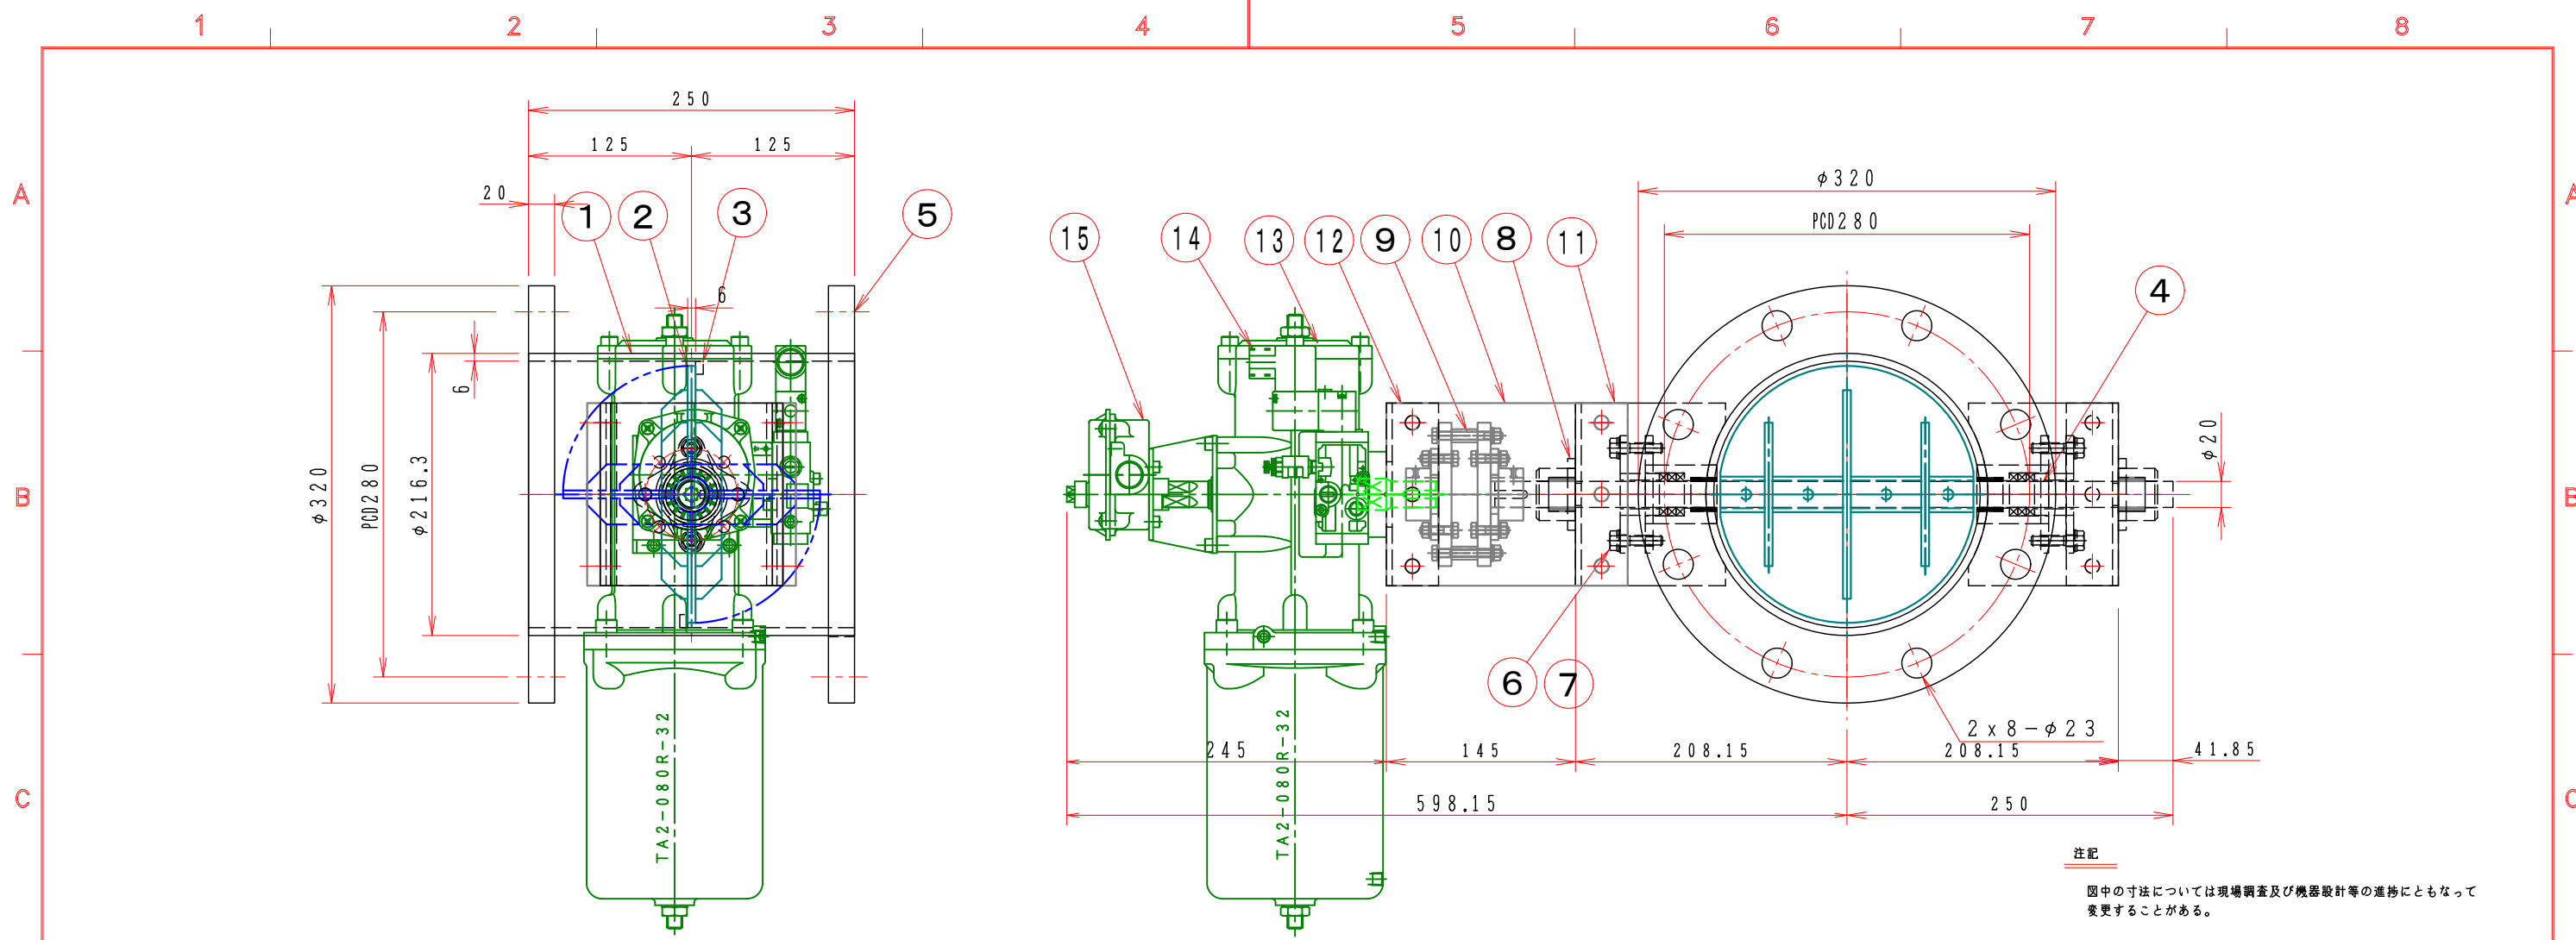 1 2 3 4 5 6 7 8
250
125 125
20
A A
φ320
PCD280
1 2 3 5
15 14 13 12 9 10 8 11
4
6
6
φ320
PCD280
φ216.3
φ20
B B
6 7
2x8-φ23
TA2-080R-32
TA2-080R-32
245 145 208.15 208.15 41.85
598.15 250
C C
注記
図中の寸法については現場調査及び機器設計等の進捗にともなって
変更することがある。